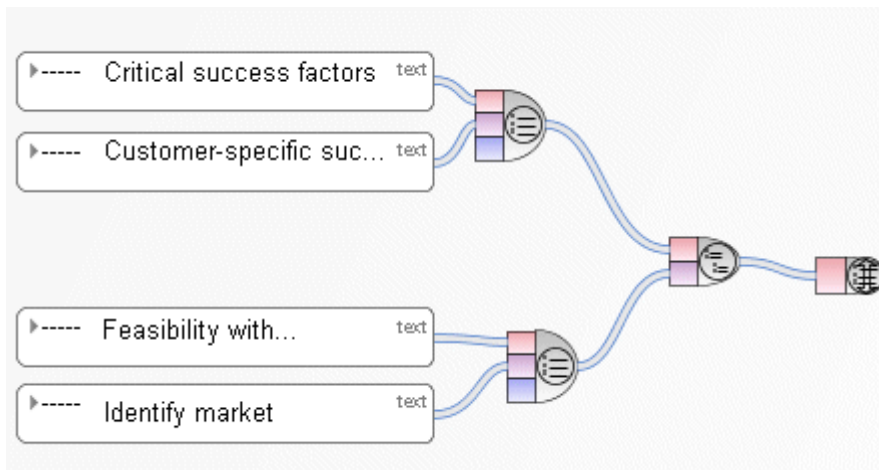 ----- Critical success factors text
----- Customer-specific suc... text
----- Feasibility with... text
----- Identify market text